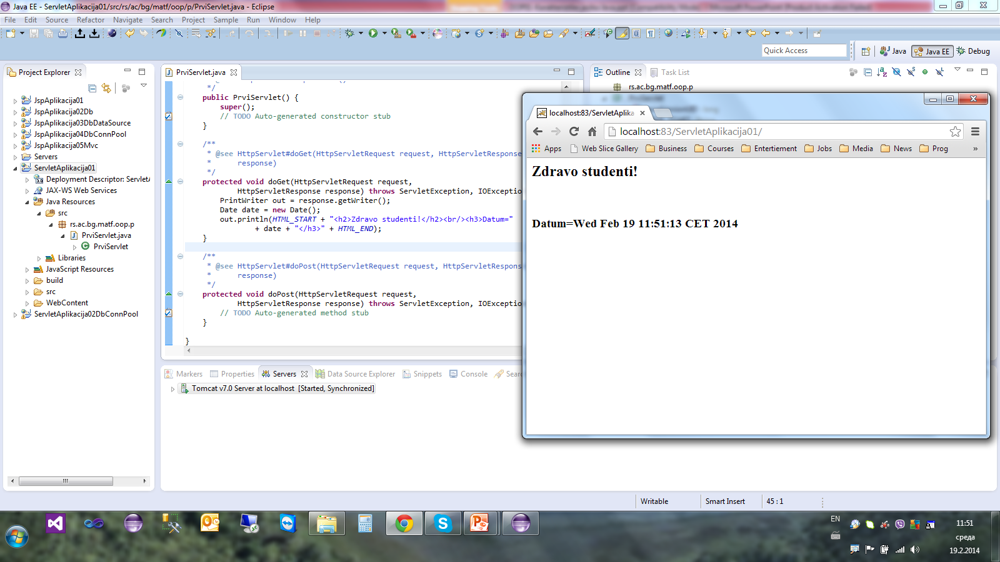 Java EE - ServletAplikacija01/src/rs/ac/bg/matf/oop/p/PrviServlet.java - Eclipse
File Edit Source Refactor Navigate Search Project Sample Run Window Help
Quick Access
Java
Java EE
Debug
Project Explorer
JspAplikacija01
JspAplikacija02Db
JspAplikacija03DbDataSource
JspAplikacija04DbConnPool
JspAplikacija05Mvc
Servers
ServletAplikacija01
Deployment Descriptor: ServletA
JAX-WS Web Services
Java Resources
src
rs.ac.bg.matf.oop.p
PrviServlet.java
PrviServlet
Libraries
JavaScript Resources
build
src
WebContent
ServletAplikacija02DbConnPool
PrviServlet.java
*/
public PrviServlet() {
super();
// TODO Auto-generated constructor stub
}
/**
* @see HttpServlet#doGet(HttpServletRequest request, HttpServletResponse
* response)
*/
protected void doGet(HttpServletRequest request,
HttpServletResponse response) throws ServletException, IOException
PrintWriter out = response.getWriter();
Date date = new Date();
out.println(HTML_START + "<h2>Zdravo studenti!</h2><br/><h3>Datum="
+ date + "</h3>" + HTML_END);
}
/**
* @see HttpServlet#doPost(HttpServletRequest request, HttpServletRespons
* response)
*/
protected void doPost(HttpServletRequest request,
HttpServletResponse response) throws ServletException, IOException
// TODO Auto-generated method stub
}
}
Outline
Task List
rs.ac.bg.matf.oop.p
localhost:83/ServletAplika
localhost:83/ServletAplikacija01/
Apps Web Slice Gallery Business Courses Entertiement Jobs Media News Prog »
Zdravo studenti!
Datum=Wed Feb 19 11:51:13 CET 2014
Markers Properties Servers Data Source Explorer Snippets Console Sear
Tomcat v7.0 Server at localhost [Started, Synchronized]
Writable
Smart Insert
45 : 1
EN
11:51
среда
19.2.2014